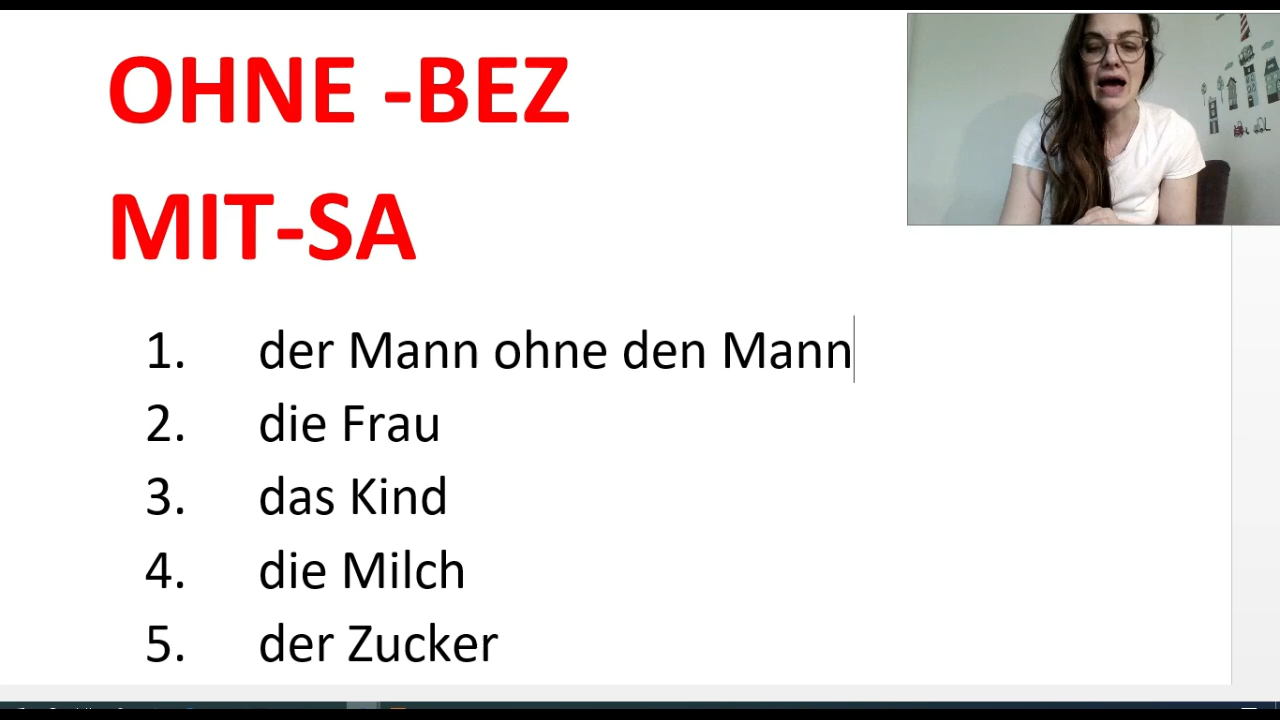 OHNE -BEZ
MIT-SA
1. der Mann ohne den Mann
2. die Frau
3. das Kind
4. die Milch
5. der Zucker